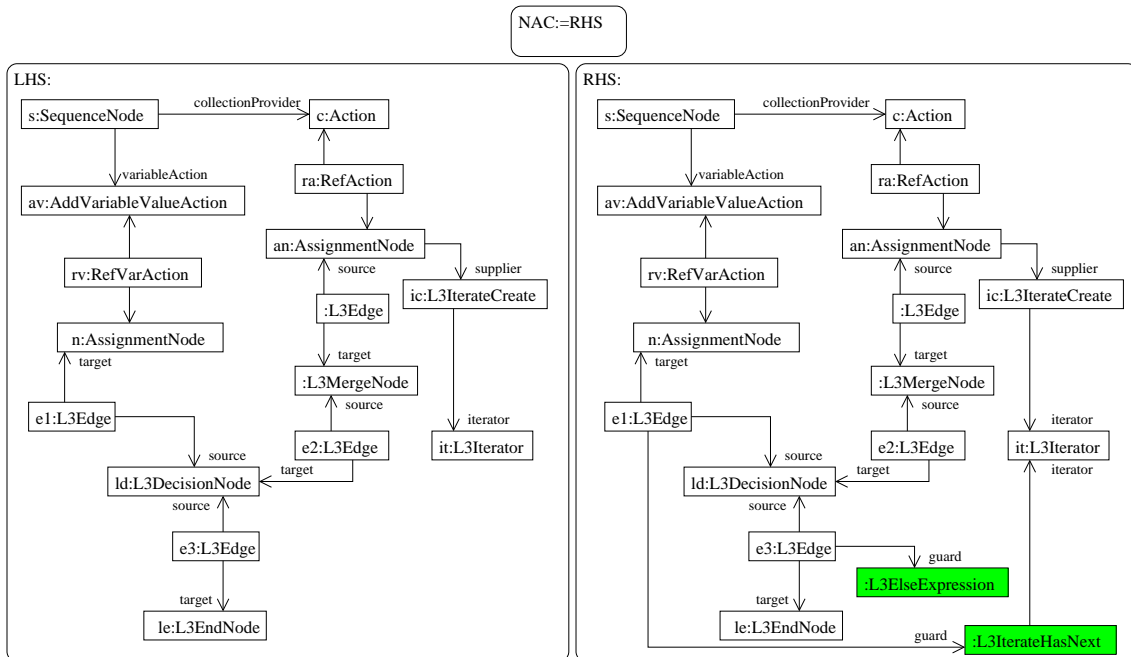 NAC:=RHS
LHS:
s:SequenceNode
collectionProvider
c:Action
variableAction
ra:RefAction
av:AddVariableValueAction
an:AssignmentNode
rv:RefVarAction
source
supplier
ic:L3IterateCreate
:L3Edge
n:AssignmentNode
target
target
:L3MergeNode
source
e1:L3Edge
e2:L3Edge
it:L3Iterator
iterator
source
target
ld:L3DecisionNode
source
e3:L3Edge
target
le:L3EndNode
RHS:
s:SequenceNode
collectionProvider
c:Action
variableAction
ra:RefAction
av:AddVariableValueAction
an:AssignmentNode
rv:RefVarAction
source
supplier
ic:L3IterateCreate
:L3Edge
n:AssignmentNode
target
target
:L3MergeNode
source
iterator
e1:L3Edge
e2:L3Edge
it:L3Iterator
source
target
iterator
ld:L3DecisionNode
source
e3:L3Edge
guard
:L3ElseExpression
target
le:L3EndNode
guard
:L3IterateHasNext